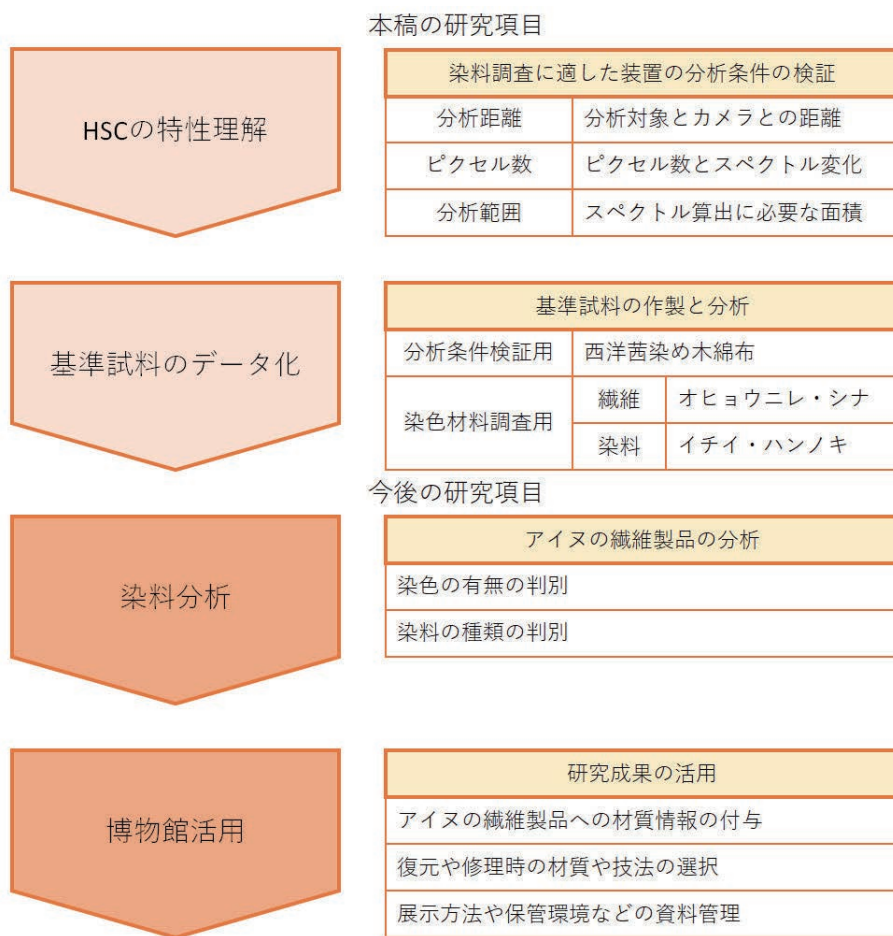 本稿の研究項目
HSCの特性理解
染料調査に適した装置の分析条件の検証
分析距離 分析対象とカメラとの距離
ピクセル数 ピクセル数とスペクトル変化
分析範囲 スペクトル算出に必要な面積
基準試料のデータ化
基準試料の作製と分析
分析条件検証用 西洋茜染め木綿布
染色材料調査用 繊維 オヒョウニレ・シナ
染料 イチイ・ハンノキ
今後の研究項目
染料分析
アイヌの繊維製品の分析
染色の有無の判別
染料の種類の判別
博物館活用
研究成果の活用
アイヌの繊維製品への材質情報の付与
復元や修理時の材質や技法の選択
展示方法や保管環境などの資料管理